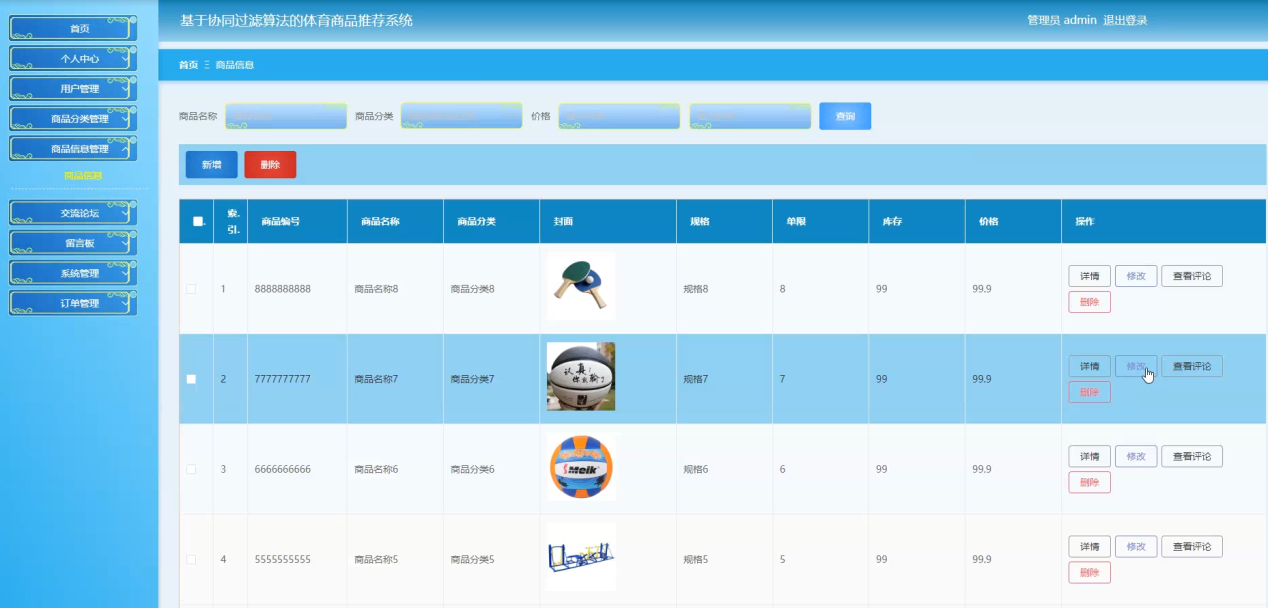 基于协同过滤算法的体育商品推荐系统
管理员 admin 退出登录
首页
个人中心
用户管理
商品分类管理
商品信息管理
商品信息
交流论坛
留言板
系统管理
订单管理
首页 Ξ 商品信息
商品名称 商品分类 价格 查询
新增 删除
索引 商品编号 商品名称 商品分类 封面 规格 单限 库存 价格 操作
1 8888888888 商品名称8 商品分类8 规格8 8 99 99.9 详情 修改 查看评论
删除
2 7777777777 商品名称7 商品分类7 认真 你就输了 规格7 7 99 99.9 详情 修改 查看评论
删除
3 6666666666 商品名称6 商品分类6 Meik 规格6 6 99 99.9 详情 修改 查看评论
删除
4 5555555555 商品名称5 商品分类5 规格5 5 99 99.9 详情 修改 查看评论
删除